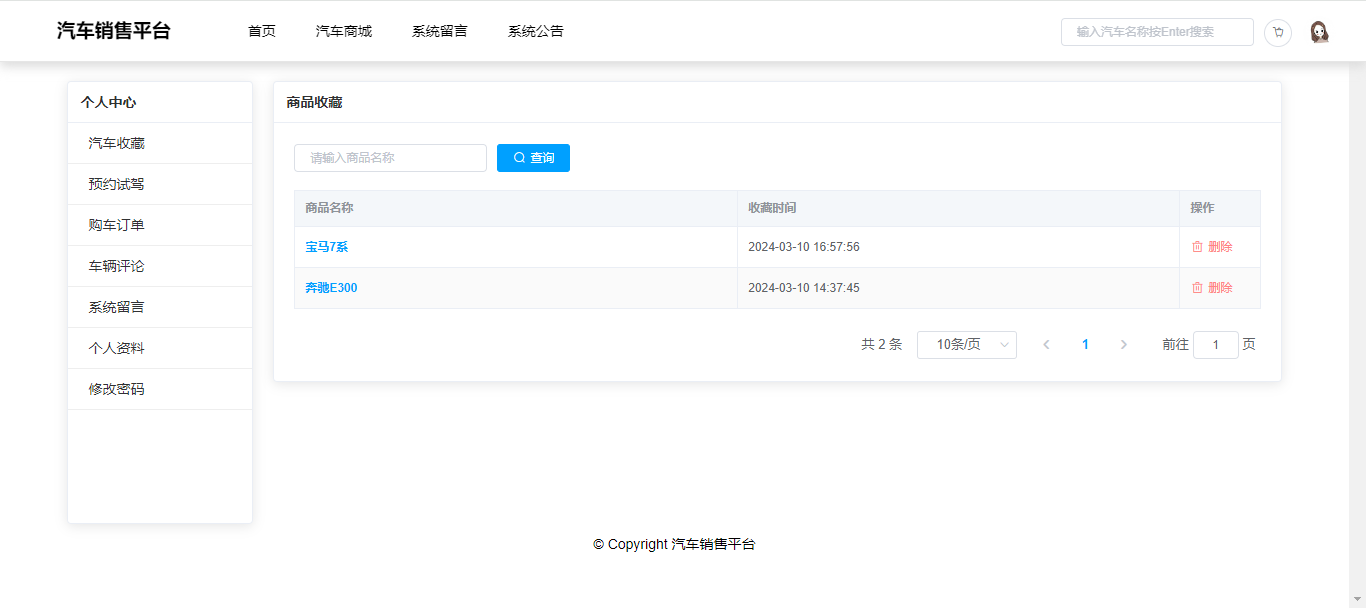 汽车销售平台 首页 汽车商城 系统留言 系统公告 输入汽车名称按Enter搜索
个人中心
汽车收藏
预约试驾
购车订单
车辆评论
系统留言
个人资料
修改密码
商品收藏
请输入商品名称 查询
商品名称 收藏时间 操作
宝马7系 2024-03-10 16:57:56 删除
奔驰E300 2024-03-10 14:37:45 删除
共 2 条 10条/页 1 前往 1 页
© Copyright 汽车销售平台